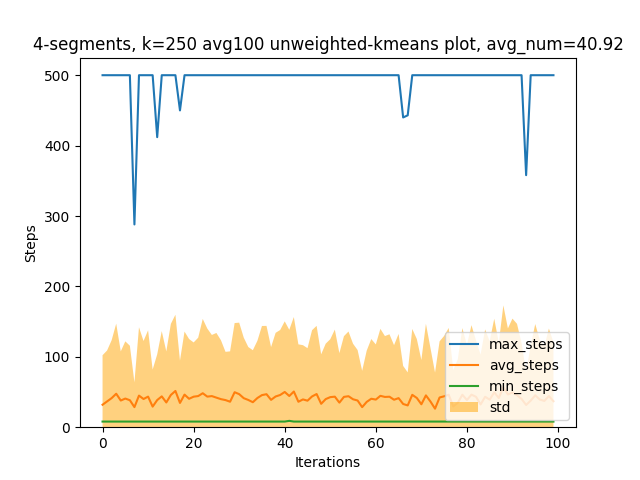 4-segments, k=250 avg100 unweighted-kmeans plot, avg_num=40.92
500
400
300
200
100
0
Steps
max_steps
avg_steps
min_steps
std
0
20
40
60
80
100
Iterations